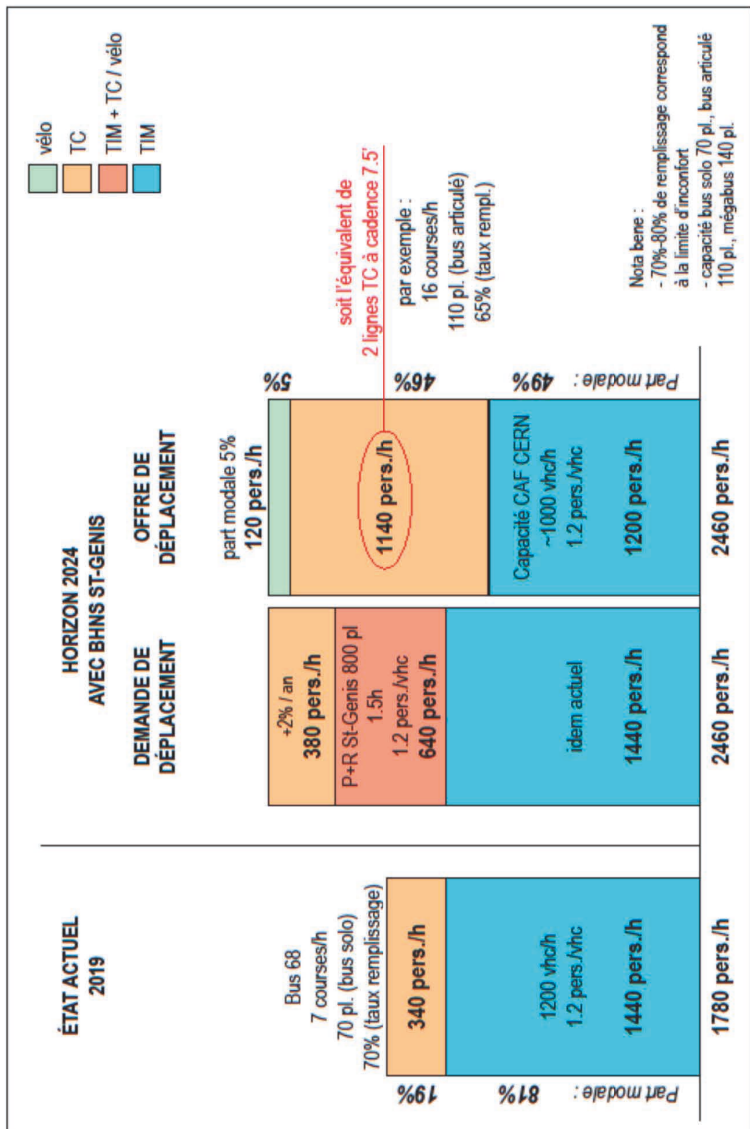 ÉTAT ACTUEL
2019
HORIZON 2024
AVEC BHNS ST-GENIS
DEMANDE DE
DÉPLACEMENT
OFFRE DE
DÉPLACEMENT
vélo
TC
TIM + TC / vélo
TIM
Bus 68
7 courses/h
70 pl. (bus solo)
70% (taux remplissage)
340 pers./h
1200 vhc/h
1.2 pers./vhc
1440 pers./h
1780 pers./h
Part modale :
81%
19%
+2% / an
380 pers./h
P+R St-Genis 800 pl
1.5h
1.2 pers./vhc
640 pers./h
idem actuel
1440 pers./h
2460 pers./h
part modale 5%
120 pers./h
1140 pers./h
Capacité CAF CERN
~1000 vhc/h
1.2 pers./vhc
1200 pers./h
2460 pers./h
Part modale :
49%
46%
5%
soit l'équivalent de
2 lignes TC à cadence 7.5'
par exemple :
16 courses/h
110 pl. (bus articulé)
65% (taux rempl.)
Nota bene :
- 70%-80% de remplissage correspond
à la limite d'inconfort
- capacité bus solo 70 pl., bus articulé
110 pl., mégabus 140 pl.